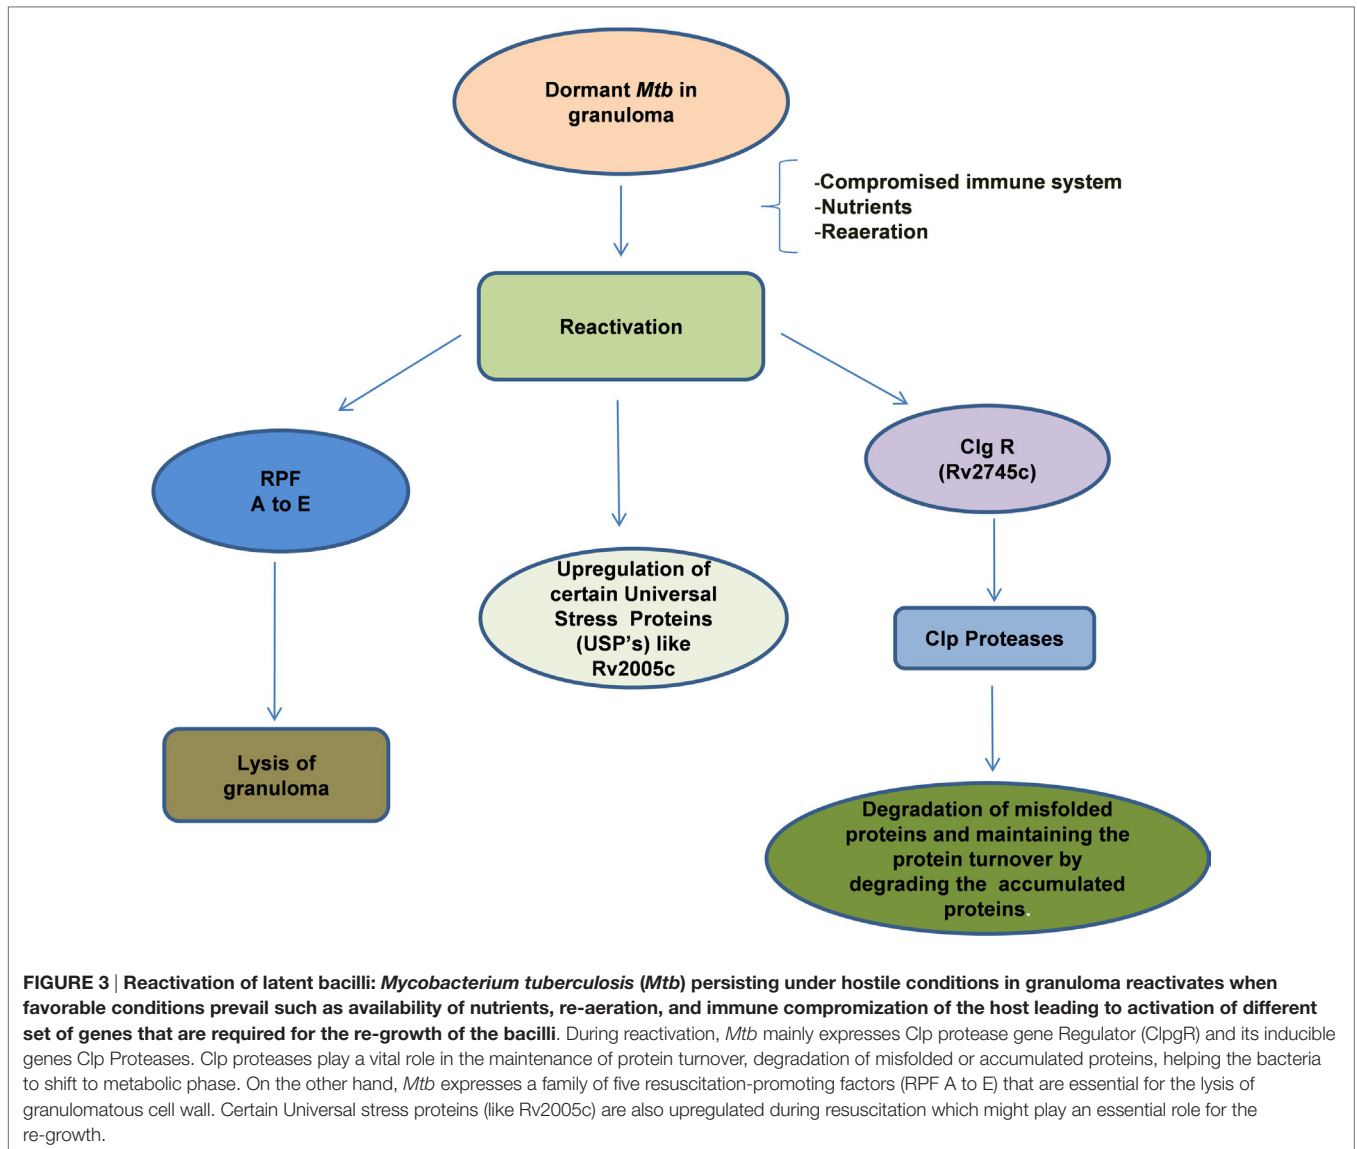 Dormant Mtb in
granuloma
-Compromised immune system
-Nutrients
-Reaeration
Reactivation
RPF
A to E
Upregulation of
certain Universal
Stress Proteins
(USP's) like
Rv2005c
Clg R
(Rv2745c)
Clp Proteases
Lysis of
granuloma
Degradation of misfolded
proteins and maintaining the
protein turnover by
degrading the accumulated
proteins.
FIGURE 3 | Reactivation of latent bacilli: Mycobacterium tuberculosis (Mtb) persisting under hostile conditions in granuloma reactivates when
favorable conditions prevail such as availability of nutrients, re-aeration, and immune compromization of the host leading to activation of different
set of genes that are required for the re-growth of the bacilli. During reactivation, Mtb mainly expresses Clp protease gene Regulator (ClpgR) and its inducible
genes Clp Proteases. Clp proteases play a vital role in the maintenance of protein turnover, degradation of misfolded or accumulated proteins, helping the bacteria
to shift to metabolic phase. On the other hand, Mtb expresses a family of five resuscitation-promoting factors (RPF A to E) that are essential for the lysis of
granulomatous cell wall. Certain Universal stress proteins (like Rv2005c) are also upregulated during resuscitation which might play an essential role for the
re-growth.